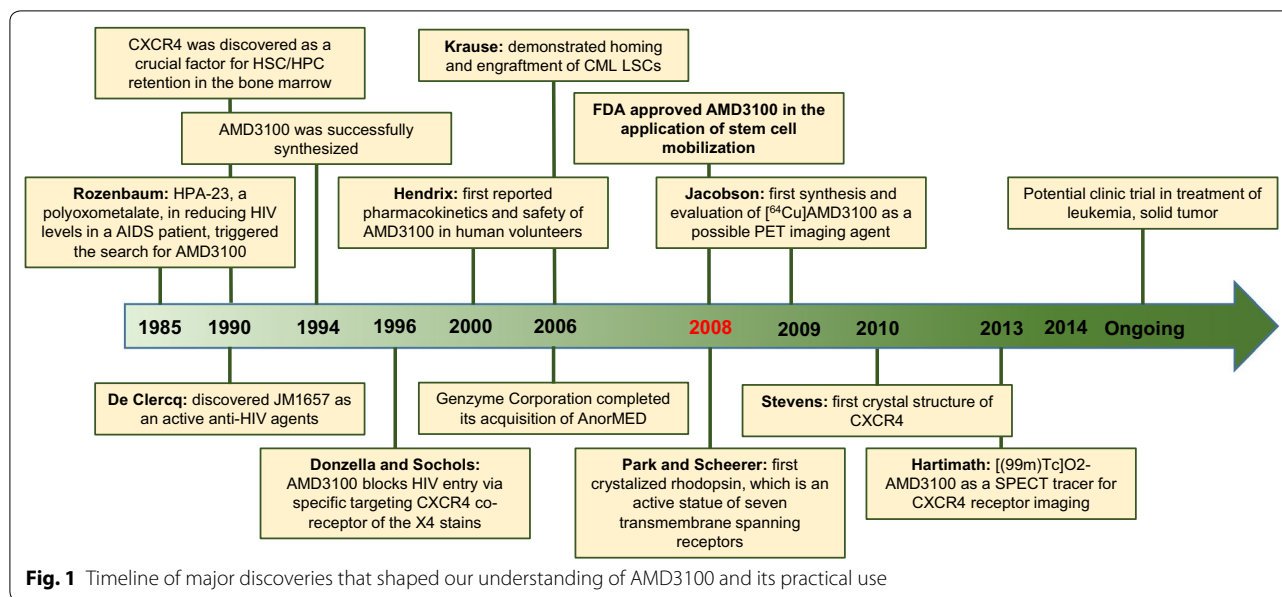 CXCR4 was discovered as a
crucial factor for HSC/HPC
retention in the bone marrow
Krause: demonstrated homing
and engraftment of CML LSCs
FDA approved AMD3100 in the
application of stem cell
mobilization
AMD3100 was successfully
synthesized
Rozenbaum: HPA-23, a
polyoxometalate, in reducing HIV
levels in a AIDS patient, triggered
the search for AMD3100
Hendrix: first reported
pharmacokinetics and safety of
AMD3100 in human volunteers
Jacobson: first synthesis and
evaluation of [⁶⁴Cu]AMD3100 as a
possible PET imaging agent
Potential clinic trial in treatment of
leukemia, solid tumor
1985 1990 1994 1996 2000 2006 2008 2009 2010 2013 2014 Ongoing
De Clercq: discovered JM1657 as
an active anti-HIV agents
Genzyme Corporation completed
its acquisition of AnorMED
Stevens: first crystal structure of
CXCR4
Donzella and Sochols:
AMD3100 blocks HIV entry via
specific targeting CXCR4 co-
receptor of the X4 stains
Park and Scheerer: first
crystalized rhodopsin, which is an
active statue of seven
transmembrane spanning
receptors
Hartimath: [(99m)Tc]O2-
AMD3100 as a SPECT tracer for
CXCR4 receptor imaging
Fig. 1 Timeline of major discoveries that shaped our understanding of AMD3100 and its practical use